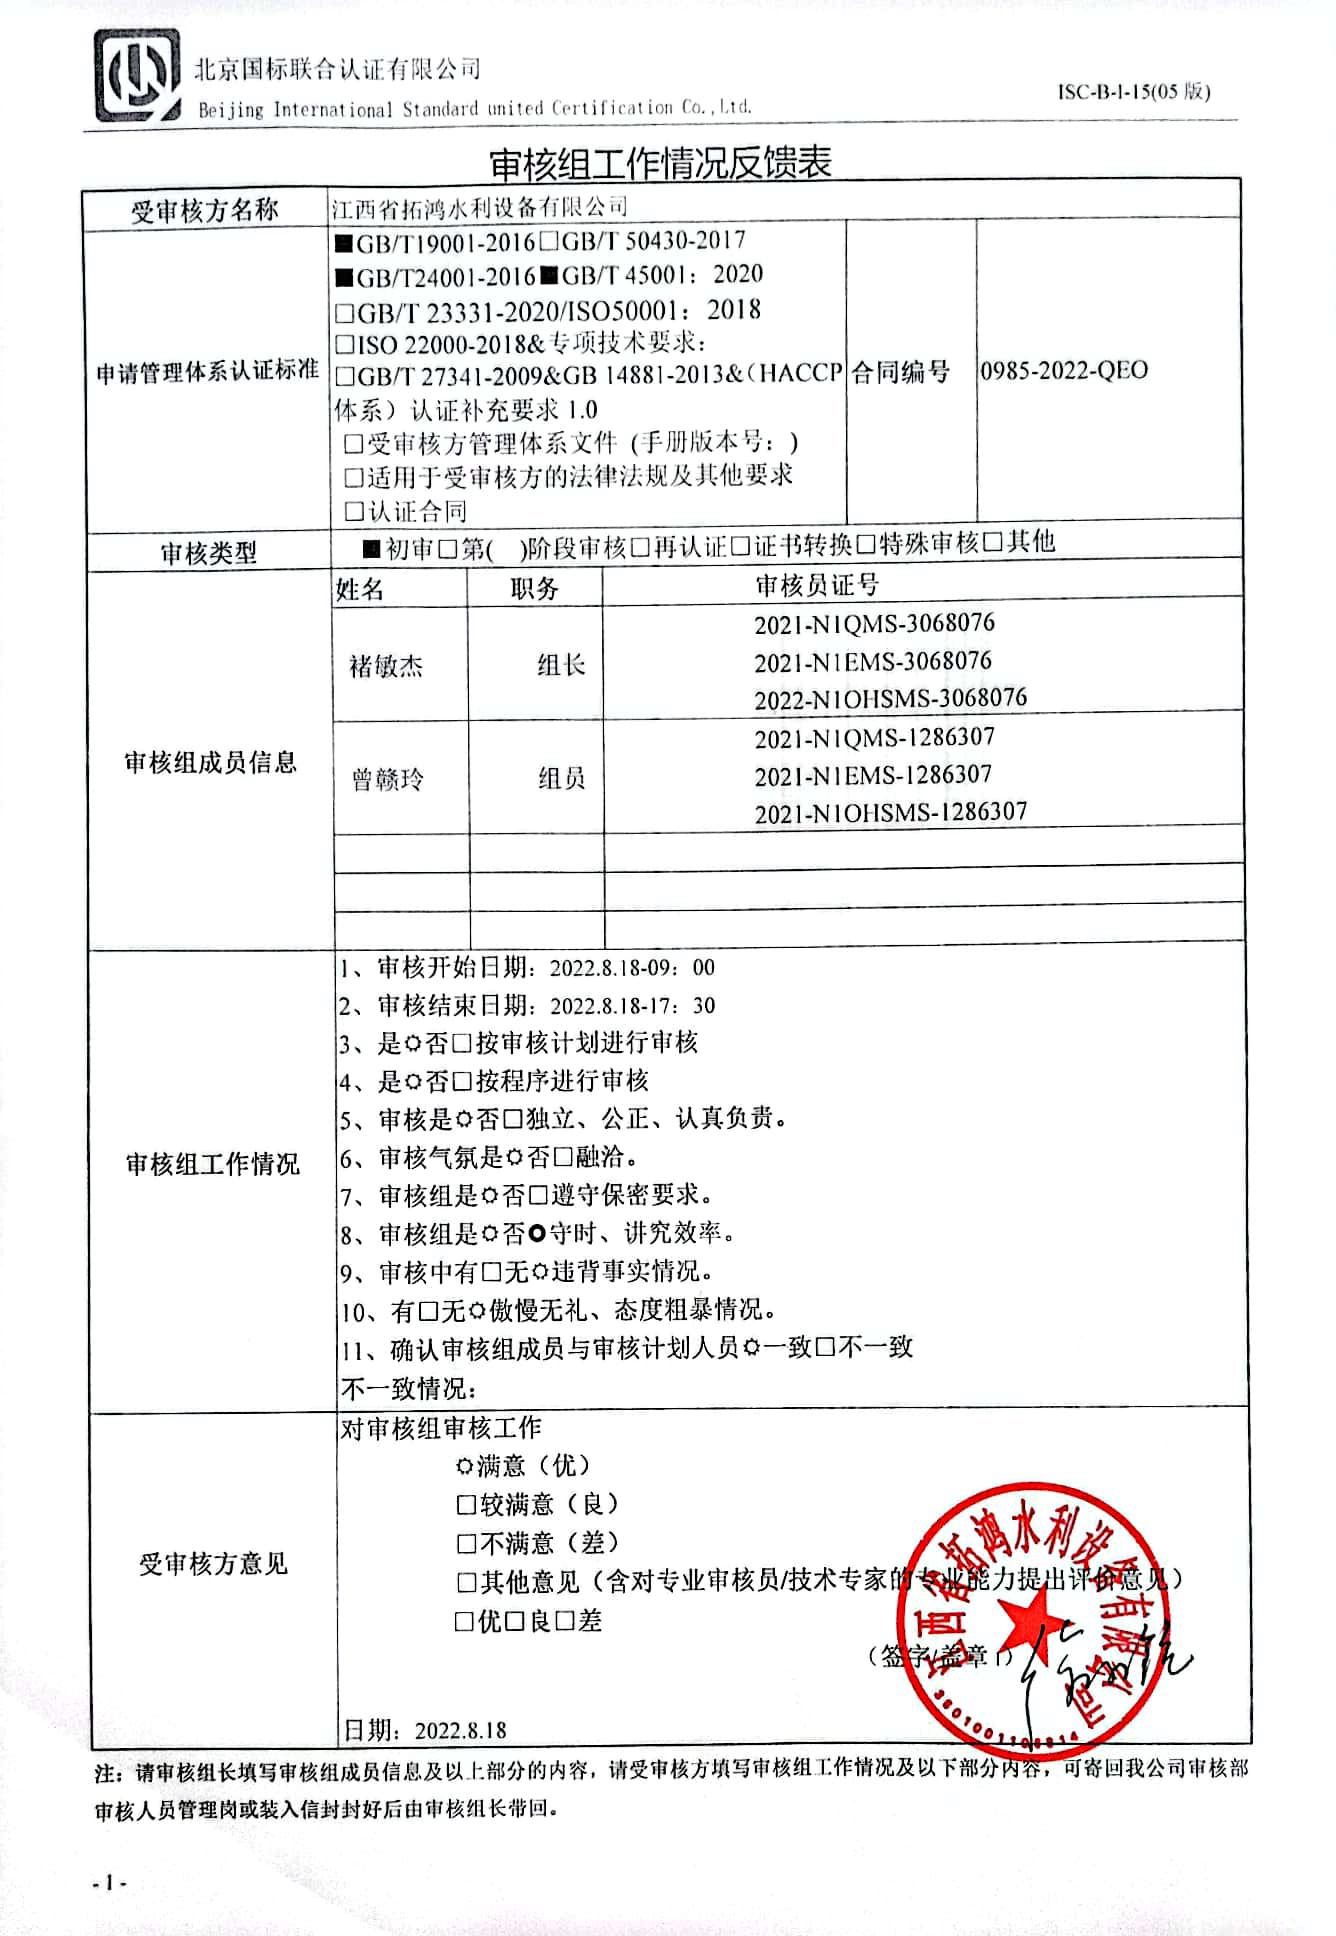 北京国标联合认证有限公司
Beijing International Standard united Certification Co.,Ltd.
ISC-B-I-15(05 版)
审核组工作情况反馈表
受审核方名称
江西省拓鸿水利设备有限公司
申请管理体系认证标准
■GB/T19001-2016□GB/T 50430-2017
■GB/T24001-2016■GB/T 45001：2020
□GB/T 23331-2020/ISO50001：2018
□ISO 22000-2018&专项技术要求：
□GB/T 27341-2009&GB 14881-2013&（HACCP
体系）认证补充要求 1.0
□受审核方管理体系文件 (手册版本号：)
□适用于受审核方的法律法规及其他要求
□认证合同
合同编号
0985-2022-QEO
审核类型
■初审□第( )阶段审核□再认证□证书转换□特殊审核□其他
审核组成员信息
姓名 职务 审核员证号
褚敏杰 组长
2021-N1QMS-3068076
2021-N1EMS-3068076
2022-N1OHSMS-3068076
曾赣玲 组员
2021-N1QMS-1286307
2021-N1EMS-1286307
2021-N1OHSMS-1286307
审核组工作情况
1、审核开始日期：2022.8.18-09：00
2、审核结束日期：2022.8.18-17：30
3、是✩否□按审核计划进行审核
4、是✩否□按程序进行审核
5、审核是✩否□独立、公正、认真负责。
6、审核气氛是✩否□融洽。
7、审核组是✩否□遵守保密要求。
8、审核组是✩否○守时、讲究效率。
9、审核中有□无✩违背事实情况。
10、有□无✩傲慢无礼、态度粗暴情况。
11、确认审核组成员与审核计划人员✩一致□不一致
不一致情况：
受审核方意见
对审核组审核工作
✩满意（优）
□较满意（良）
□不满意（差）
□其他意见（含对专业审核员/技术专家的专业能力提出评价意见）
□优□良□差
（签字/盖章）
江西省拓鸿水利设备有限公司
日期：2022.8.18
注：请审核组长填写审核组成员信息及以上部分的内容，请受审核方填写审核组工作情况及以下部分内容，可寄回我公司审核部
审核人员管理岗或装入信封封好后由审核组长带回。
- 1 -